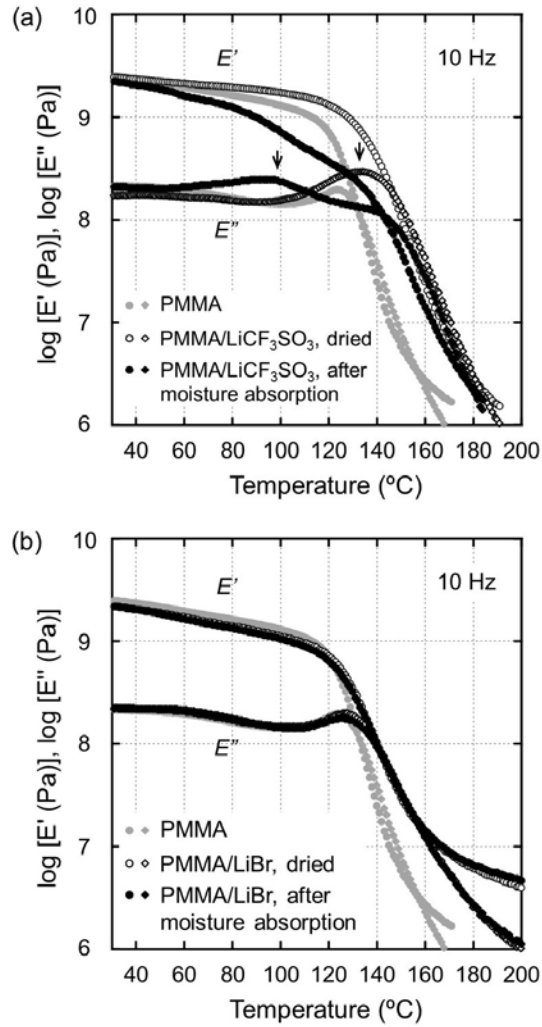 (a)
10
9
8
7
6
E'
10 Hz
E"
log [E' (Pa)], log [E" (Pa)]
PMMA
PMMA/LiCF₃SO₃, dried
PMMA/LiCF₃SO₃, after
moisture absorption
40 60 80 100 120 140 160 180 200
Temperature (ºC)
(b)
10
9
8
7
6
E'
10 Hz
E"
log [E' (Pa)], log [E" (Pa)]
PMMA
PMMA/LiBr, dried
PMMA/LiBr, after
moisture absorption
40 60 80 100 120 140 160 180 200
Temperature (ºC)